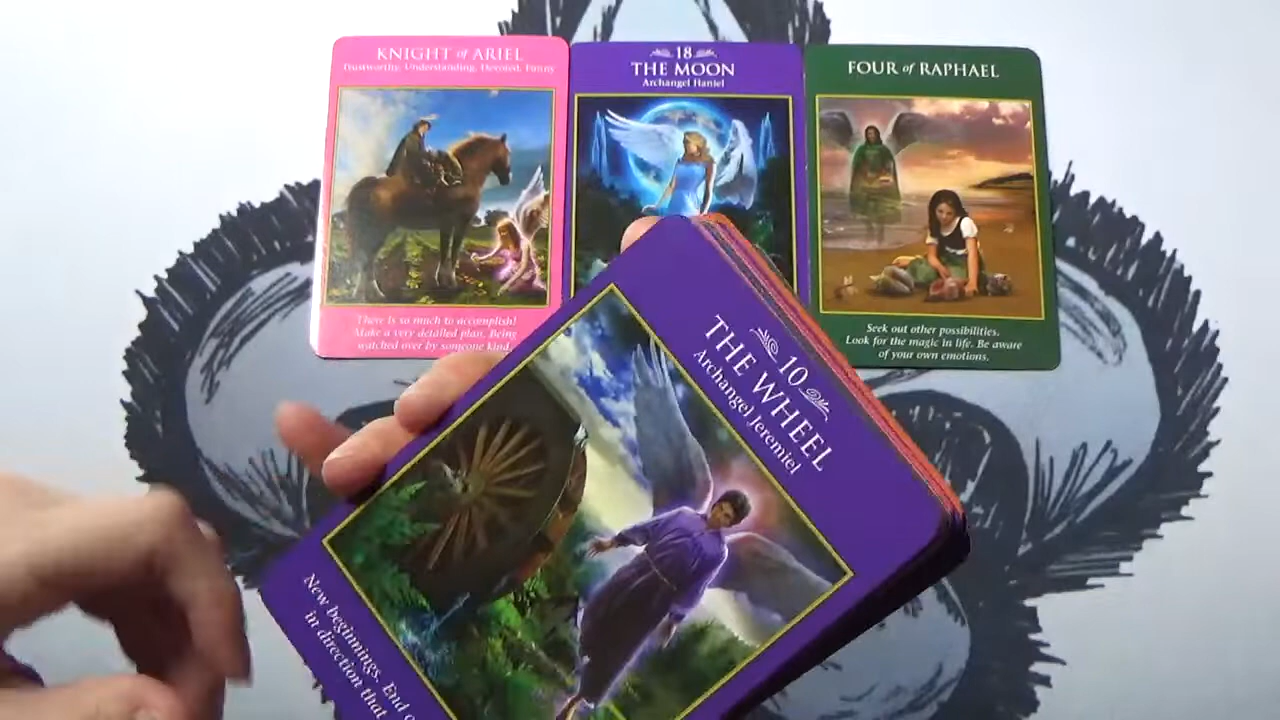 KNIGHT of ARIEL
Trustworthy, Understanding, Devoted, Funny
There is so much to accomplish!
Make a very detailed plan. Being
watched over by someone kind.
18
THE MOON
Archangel Haniel
FOUR of RAPHAEL
Seek out other possibilities.
Look for the magic in life. Be aware
of your own emotions.
10
THE WHEEL
Archangel Jeremiel
New beginnings. End
in direction that